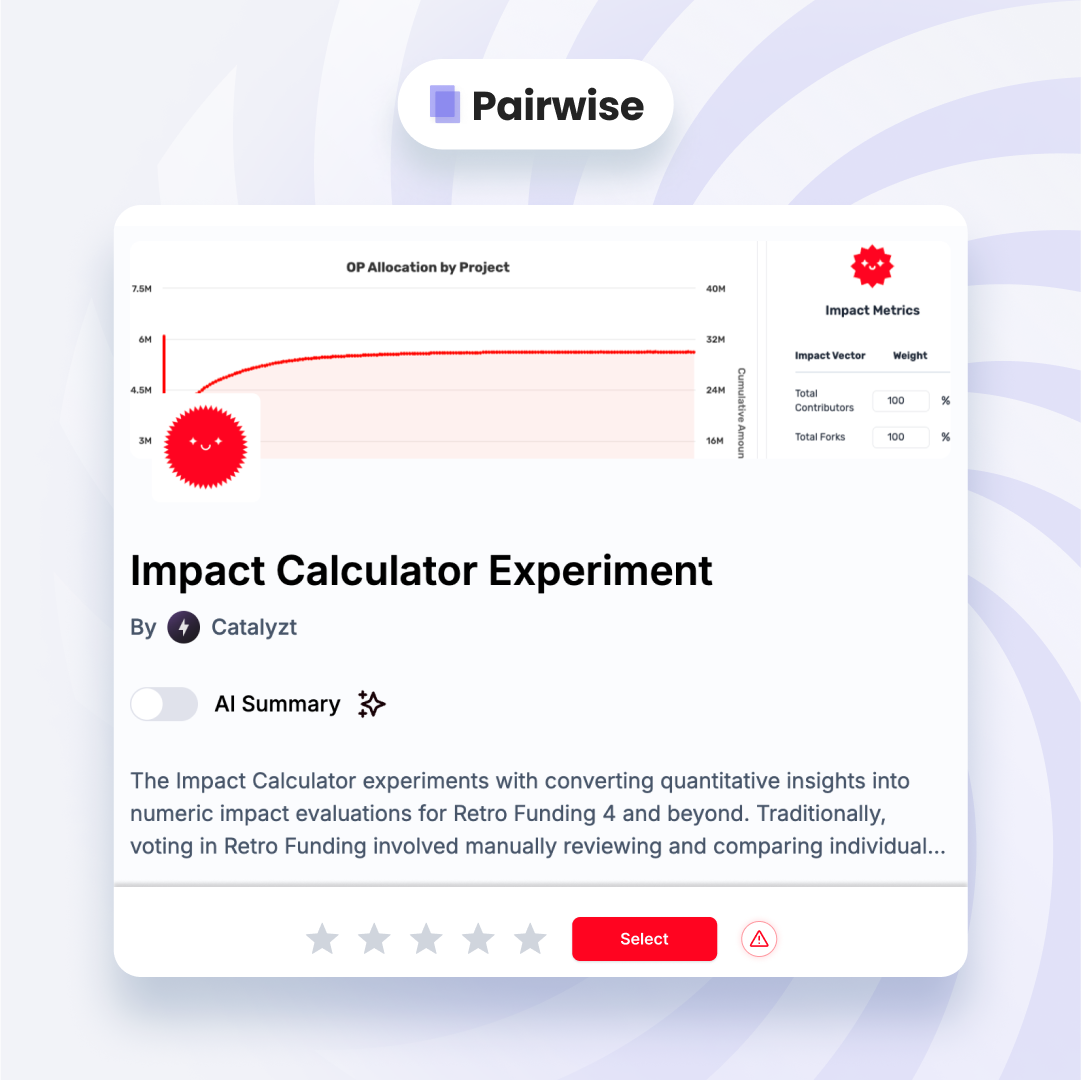 Pairwise
OP Allocation by Project
7.5M
6M
4.5M
3M
40M
32M
24M
16M
Cumulative Amoun
Impact Metrics
Impact Vector Weight
Total
Contributors
100 %
Total Forks 100 %
Impact Calculator Experiment
By Catalyzt
AI Summary
The Impact Calculator experiments with converting quantitative insights into
numeric impact evaluations for Retro Funding 4 and beyond. Traditionally,
voting in Retro Funding involved manually reviewing and comparing individual...
Select